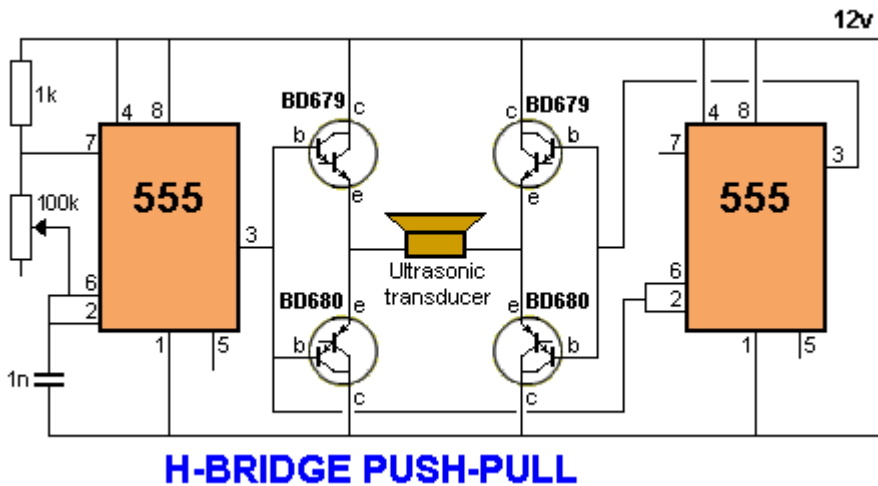 12v
1k
4 8
BD679
c
b
e
BD679
c
b
e
4 8
7
555
3
7
555
3
100k
6
2
Ultrasonic
transducer
6
2
BD680
e
b
c
BD680
e
b
c
1
5
1
5
1n
H-BRIDGE PUSH-PULL